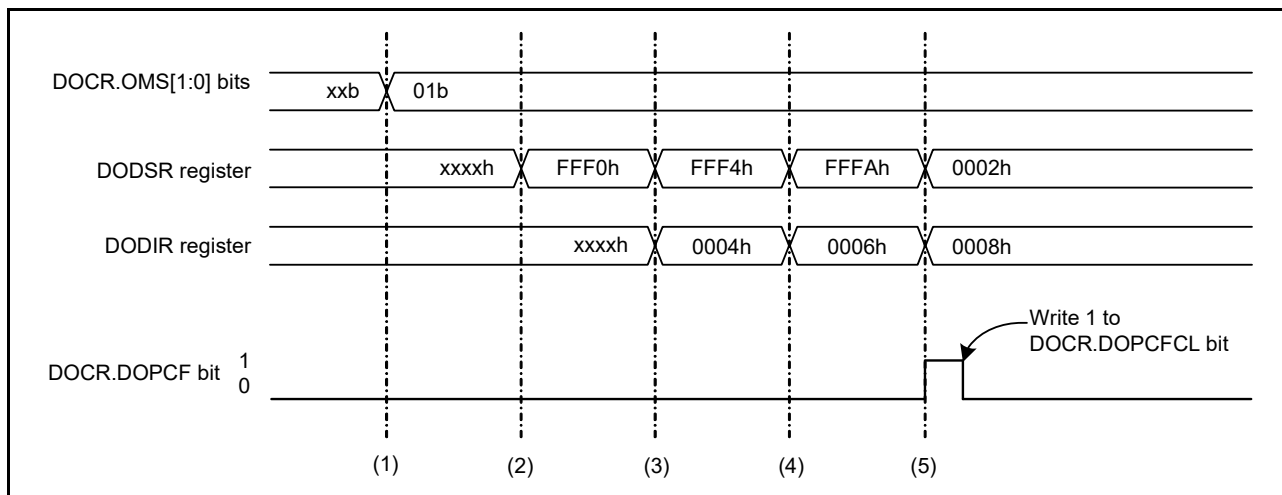 DOCR.OMS[1:0] bits
xxb
01b
DODSR register
xxxxh
FFF0h
FFF4h
FFFAh
0002h
DODIR register
xxxxh
0004h
0006h
0008h
Write 1 to
DOCR.DOPCFCL bit
DOCR.DOPCF bit
1
0
(1)
(2)
(3)
(4)
(5)